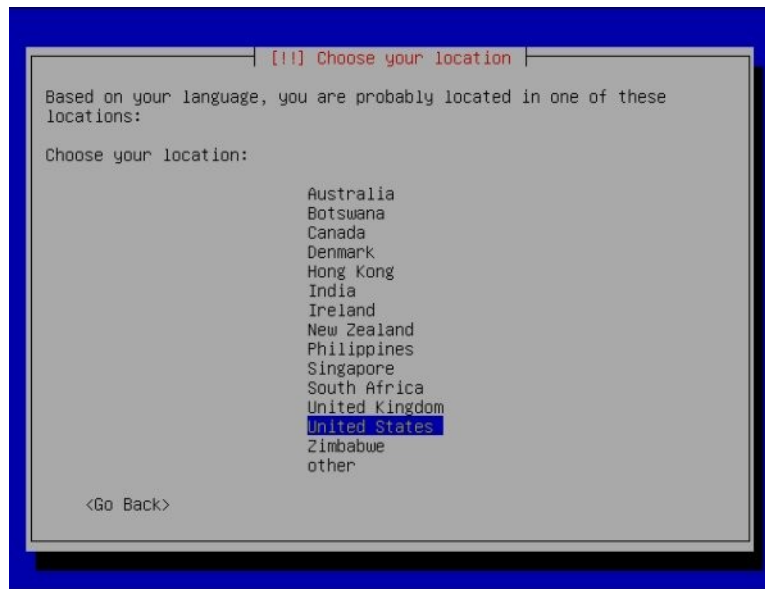 [!!] Choose your location
Based on your language, you are probably located in one of these
locations:
Choose your location:
Australia
Botswana
Canada
Denmark
Hong Kong
India
Ireland
New Zealand
Philippines
Singapore
South Africa
United Kingdom
United States
Zimbabwe
other
<Go Back>